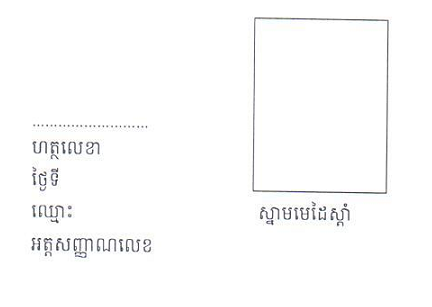 ...........................
ហត្ថលេខា
ថ្ងៃទី
ឈ្មោះ
ស្នាមមេដៃស្តាំ
អត្តសញ្ញាណលេខ